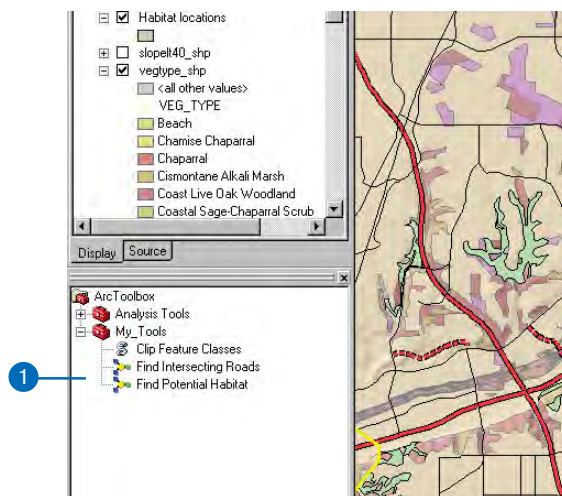 Habitat locations
slopelt40_shp
vegtype_shp
<all other values>
VEG_TYPE
Beach
Chamise Chaparral
Chaparral
Cismontane Alkali Marsh
Coast Live Oak Woodland
Coastal Sage-Chaparral Scrub
Display Source
ArcToolbox
Analysis Tools
My_Tools
Clip Feature Classes
Find Intersecting Roads
1
Find Potential Habitat